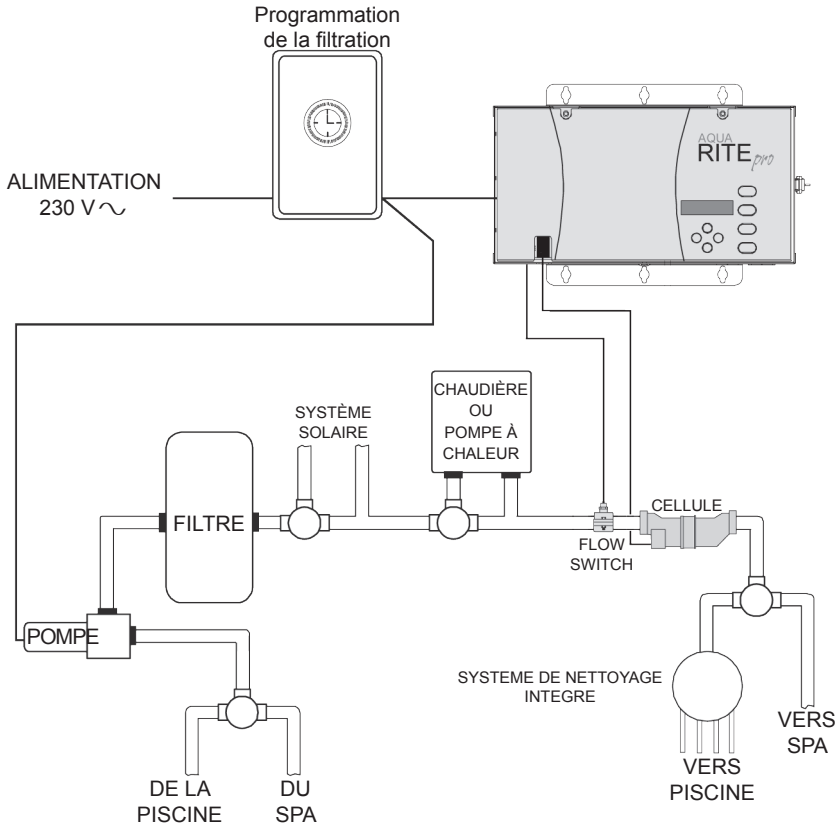 Programmation
de la filtration
AQUA
RITE pro
ALIMENTATION
230 V
CHAUDIÈRE
OU
POMPE À
CHALEUR
SYSTÈME
SOLAIRE
FILTRE
CELLULE
FLOW
SWITCH
POMPE
SYSTEME DE NETTOYAGE
INTEGRE
VERS
SPA
VERS
PISCINE
DE LA
PISCINE
DU
SPA